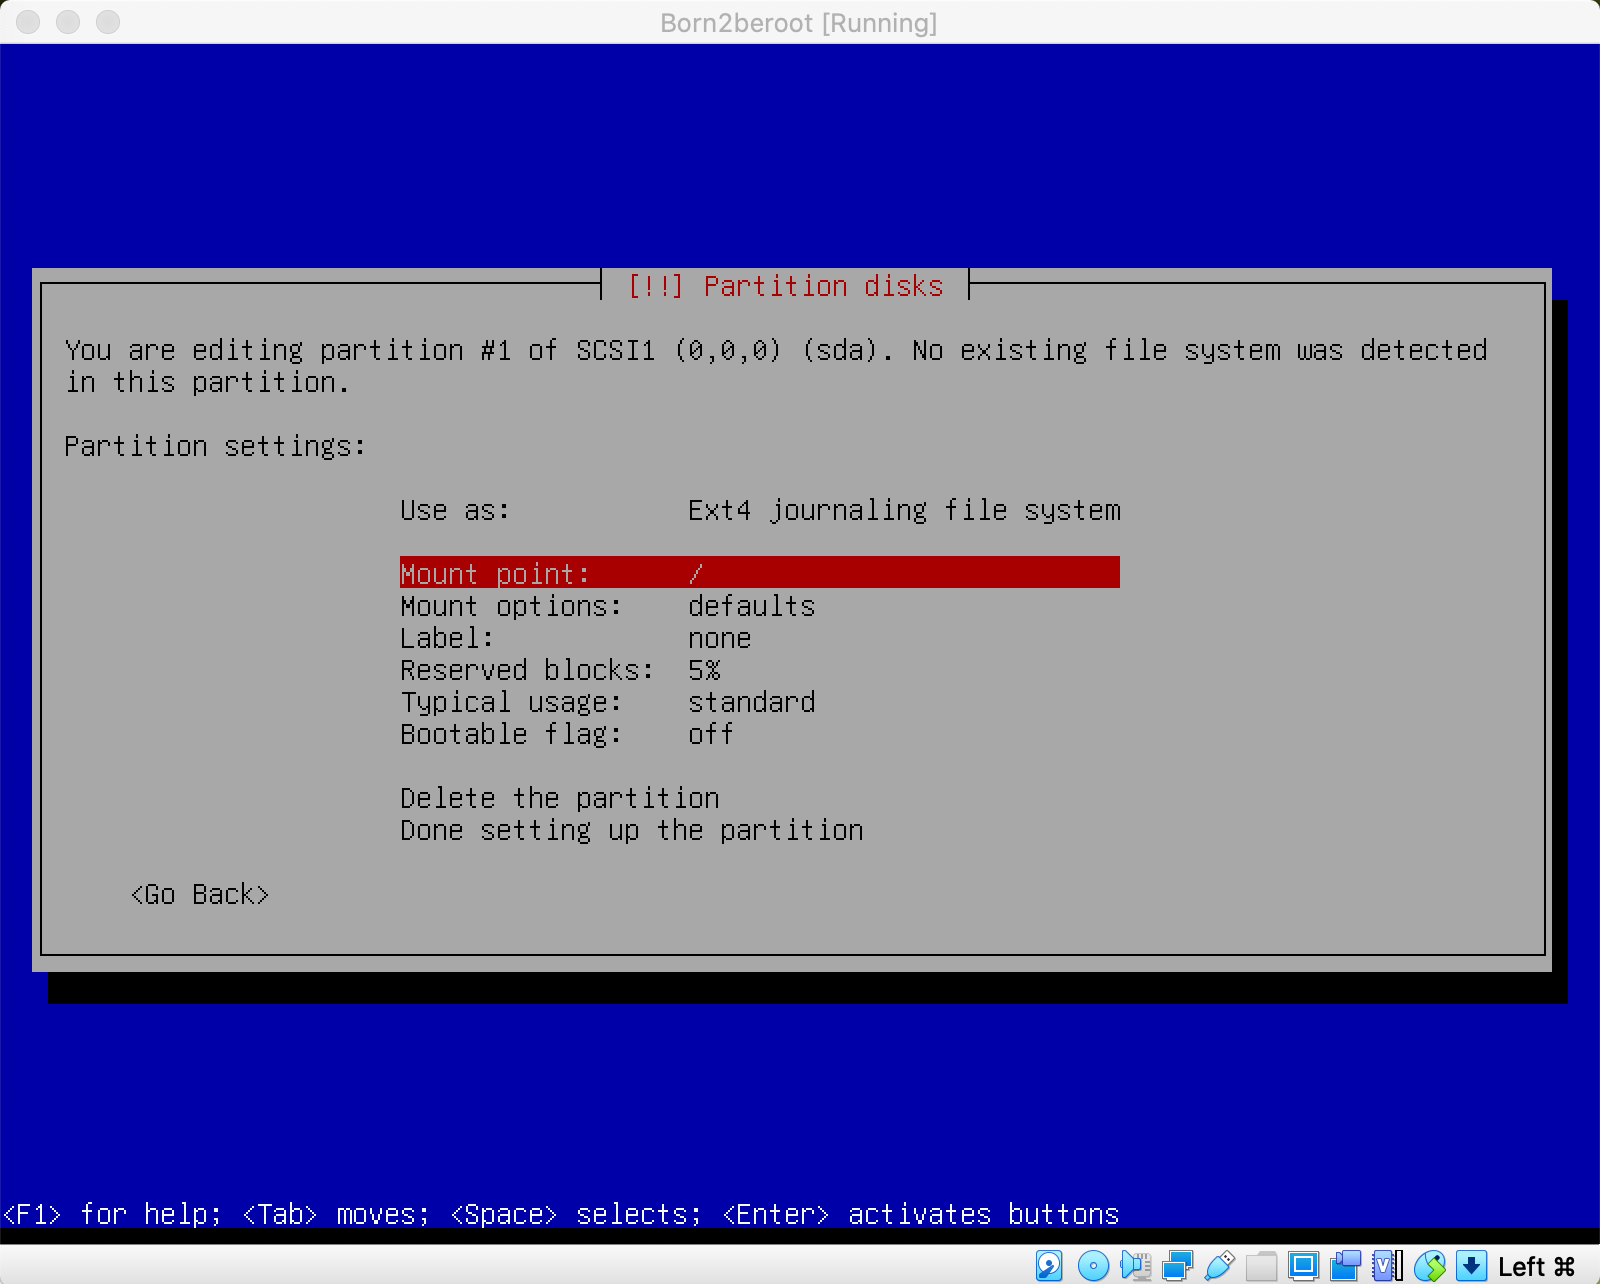 Born2beroot [Running]
[!!] Partition disks
You are editing partition #1 of SCSI1 (0,0,0) (sda). No existing file system was detected
in this partition.
Partition settings:
Use as: Ext4 journaling file system
Mount point: /
Mount options: defaults
Label: none
Reserved blocks: 5%
Typical usage: standard
Bootable flag: off
Delete the partition
Done setting up the partition
<Go Back>
<F1> for help; <Tab> moves; <Space> selects; <Enter> activates buttons
Left ⌘